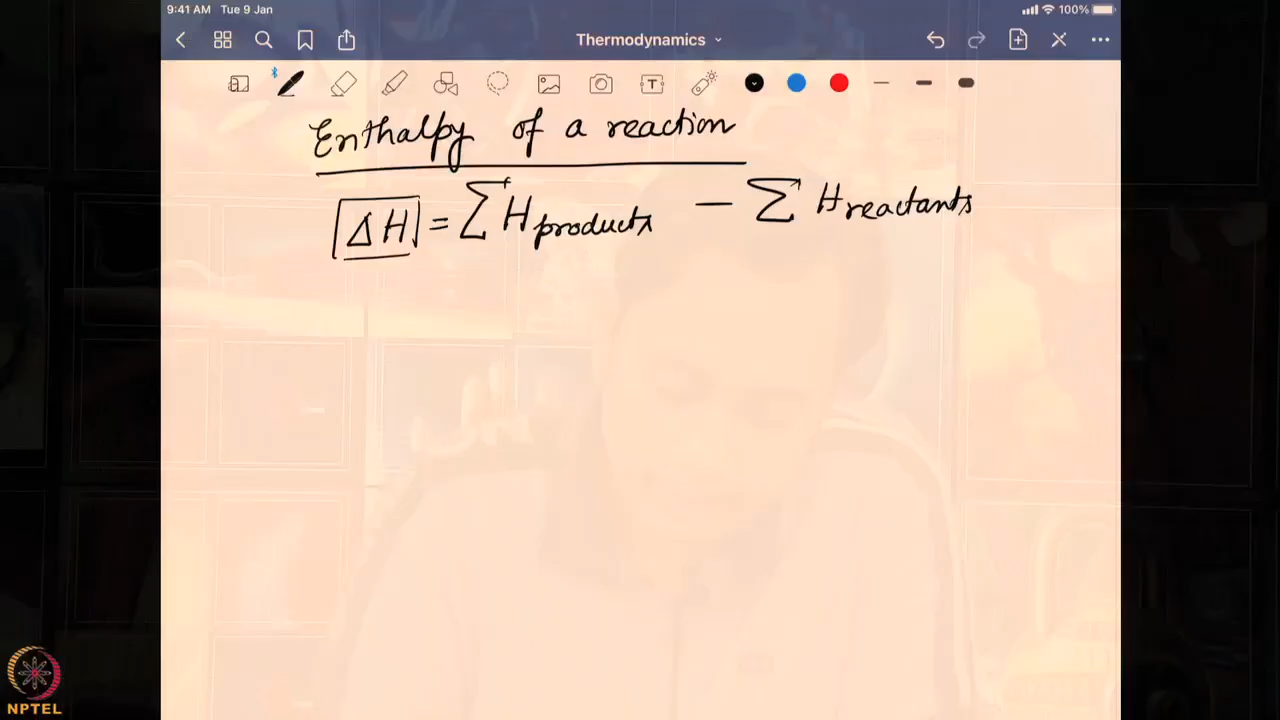 9:41 AM Tue 9 Jan 100%
Thermodynamics
T
Enthalpy of a reaction
ΔH = ∑ H products — ∑ H reactants
NPTEL